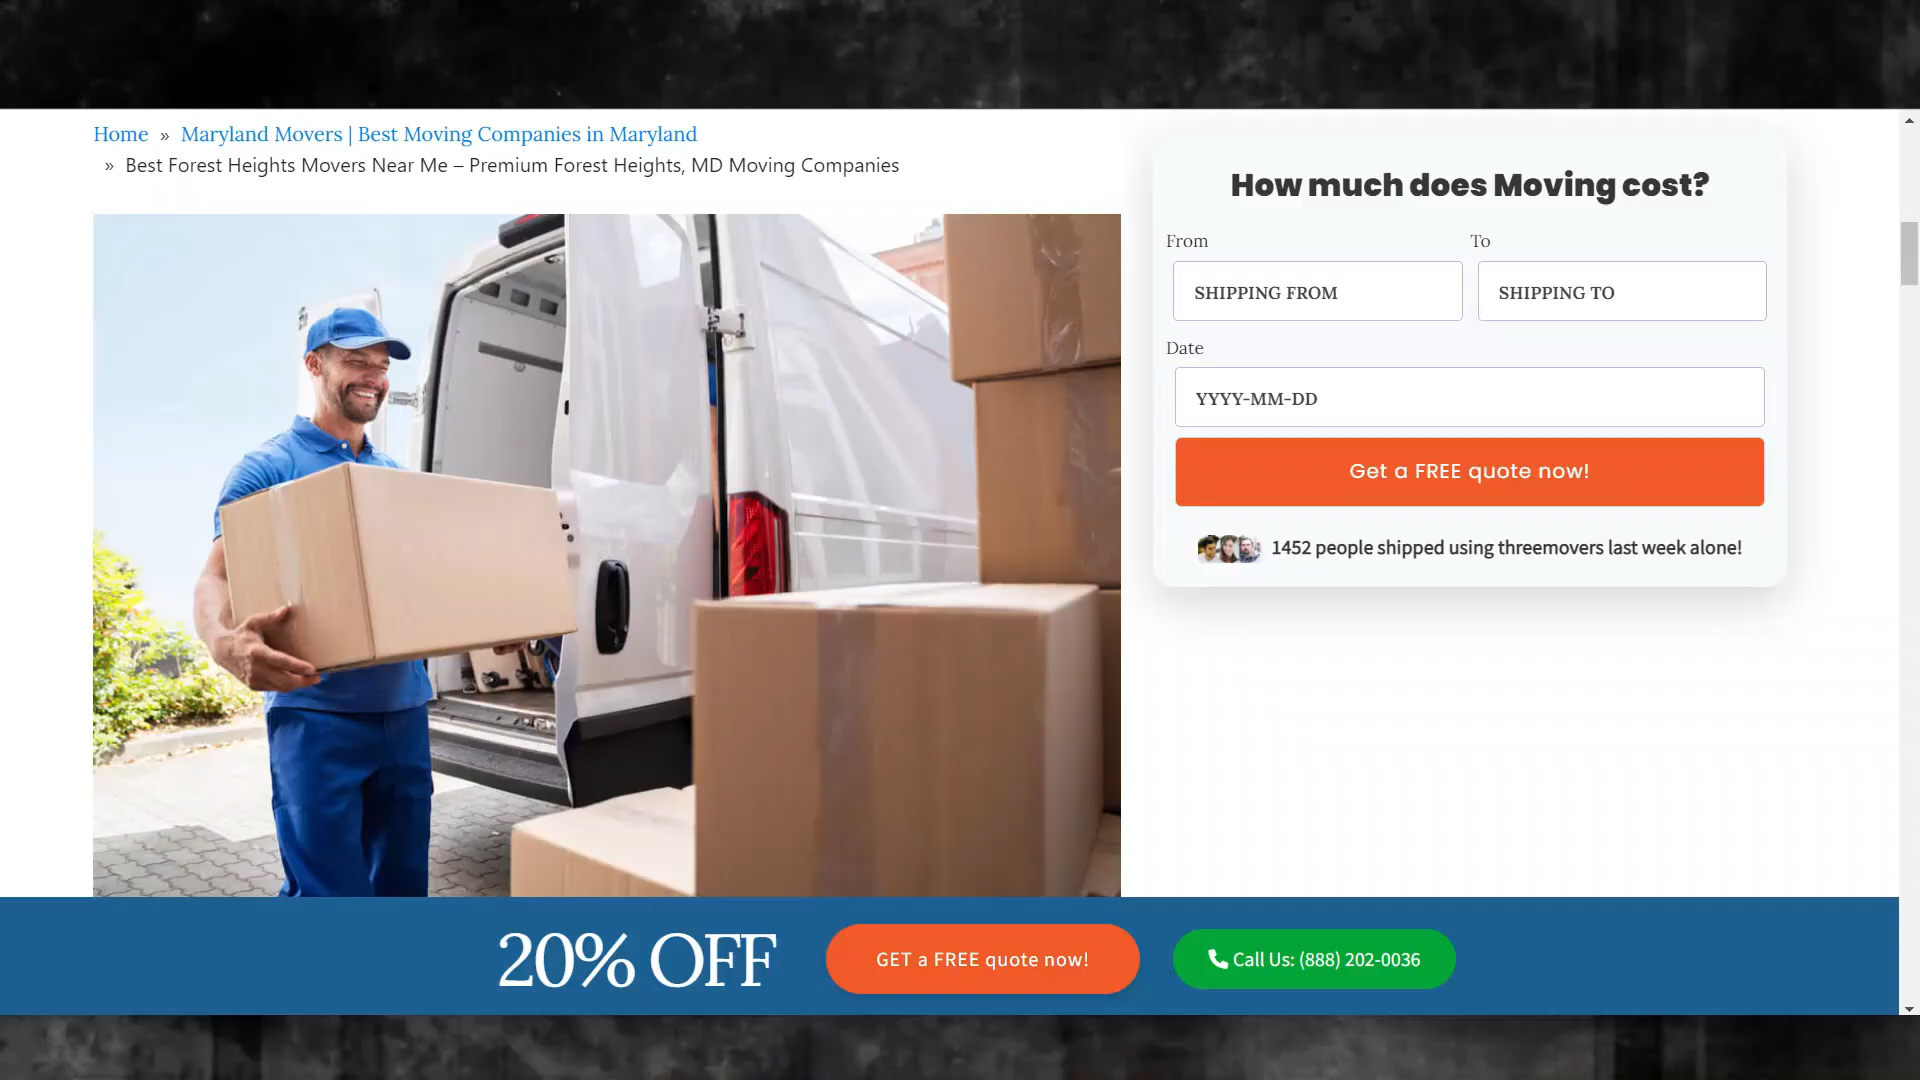 Home » Maryland Movers | Best Moving Companies in Maryland
» Best Forest Heights Movers Near Me – Premium Forest Heights, MD Moving Companies
How much does Moving cost?
From To
SHIPPING FROM SHIPPING TO
Date
YYYY-MM-DD
Get a FREE quote now!
1452 people shipped using threemovers last week alone!
20% OFF GET a FREE quote now! Call Us: (888) 202-0036